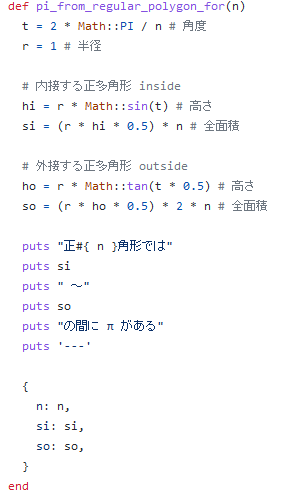 def pi_from_regular_polygon_for(n)
t = 2 * Math::PI / n # 角度
r = 1 # 半径
# 内接する正多角形 inside
hi = r * Math::sin(t) # 高さ
si = (r * hi * 0.5) * n # 全面積
# 外接する正多角形 outside
ho = r * Math::tan(t * 0.5) # 高さ
so = (r * ho * 0.5) * 2 * n # 全面積
puts "正#{ n }角形では"
puts si
puts " ～"
puts so
puts "の間に π がある"
puts '---'
{
n: n,
si: si,
so: so,
}
end